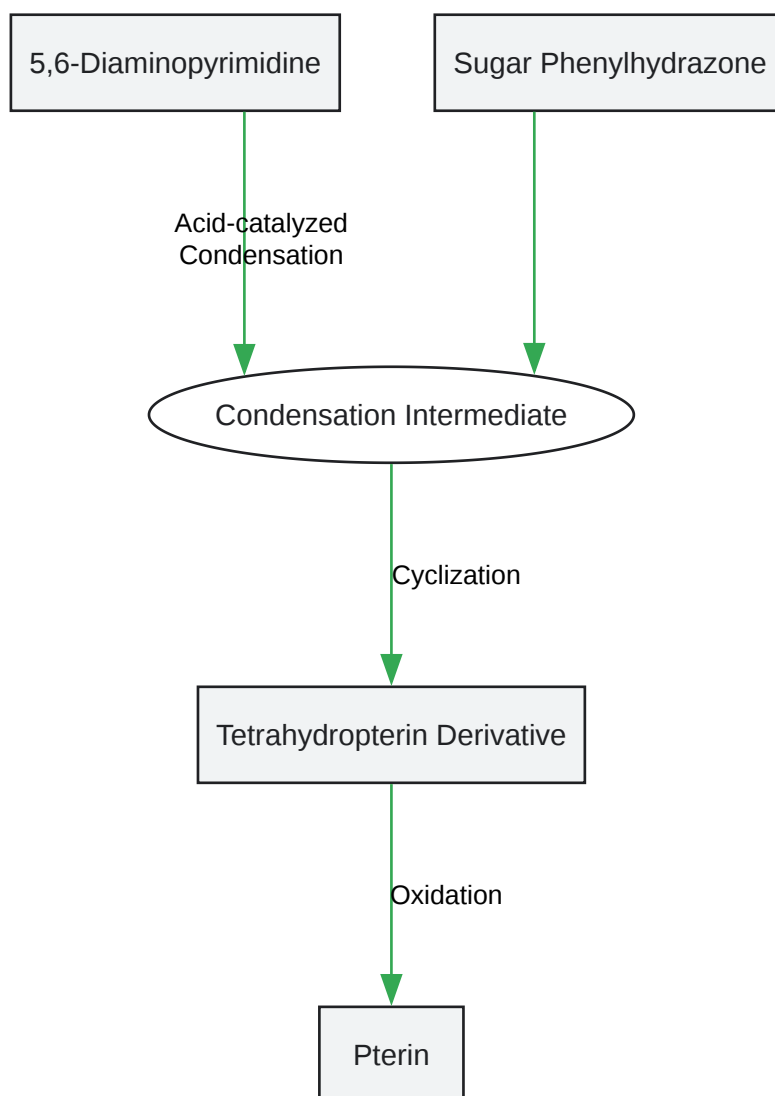 5,6-Diaminopyrimidine
Sugar Phenylhydrazone
Acid-catalyzed
Condensation
Condensation Intermediate
Cyclization
Tetrahydropterin Derivative
Oxidation
Pterin